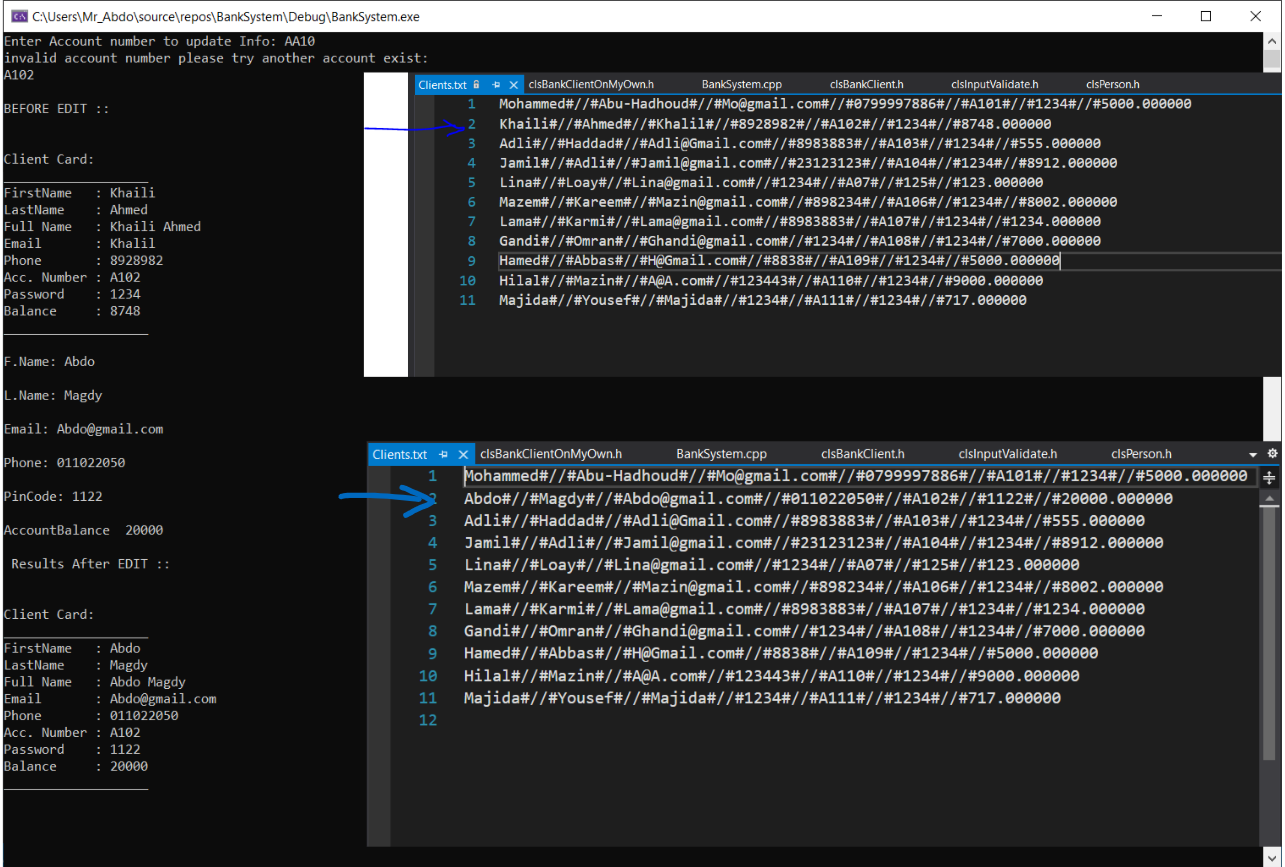 C:\Users\Mr_Abdo\source\repos\BankSystem\Debug\BankSystem.exe
Enter Account number to update Info: AA10
invalid account number please try another account exist:
A102
BEFORE EDIT ::
Client Card:
FirstName : Khaili
LastName : Ahmed
Full Name : Khaili Ahmed
Email : Khalil
Phone : 8928982
Acc. Number : A102
Password : 1234
Balance : 8748
F.Name: Abdo
L.Name: Magdy
Email: Abdo@gmail.com
Phone: 011022050
PinCode: 1122
AccountBalance 20000
Results After EDIT ::
Client Card:
FirstName : Abdo
LastName : Magdy
Full Name : Abdo Magdy
Email : Abdo@gmail.com
Phone : 011022050
Acc. Number : A102
Password : 1122
Balance : 20000
Clients.txt clsBankClientOnMyOwn.h BankSystem.cpp clsBankClient.h clsInputValidate.h clsPerson.h
1 Mohammed#//#Abu-Hadhoud#//#Mo@gmail.com#//#0799997886#//#A101#//#1234#//#5000.000000
2 Khaili#//#Ahmed#//#Khalil#//#8928982#//#A102#//#1234#//#8748.000000
3 Adli#//#Haddad#//#Adli@Gmail.com#//#8983883#//#A103#//#1234#//#555.000000
4 Jamil#//#Adli#//#Jamil@gmail.com#//#23123123#//#A104#//#1234#//#8912.000000
5 Lina#//#Loay#//#Lina@gmail.com#//#1234#//#A07#//#125#//#123.000000
6 Mazem#//#Kareem#//#Mazin@gmail.com#//#898234#//#A106#//#1234#//#8002.000000
7 Lama#//#Karmi#//#Lama@gmail.com#//#8983883#//#A107#//#1234#//#1234.000000
8 Gandi#//#Omran#//#Ghandi@gmail.com#//#1234#//#A108#//#1234#//#7000.000000
9 Hamed#//#Abbas#//#H@Gmail.com#//#8838#//#A109#//#1234#//#5000.000000
10 Hilal#//#Mazin#//#A@A.com#//#123443#//#A110#//#1234#//#9000.000000
11 Majida#//#Yousef#//#Majida#//#1234#//#A111#//#1234#//#717.000000
Clients.txt clsBankClientOnMyOwn.h BankSystem.cpp clsBankClient.h clsInputValidate.h clsPerson.h
1 Mohammed#//#Abu-Hadhoud#//#Mo@gmail.com#//#0799997886#//#A101#//#1234#//#5000.000000
2 Abdo#//#Magdy#//#Abdo@gmail.com#//#011022050#//#A102#//#1122#//#20000.000000
3 Adli#//#Haddad#//#Adli@Gmail.com#//#8983883#//#A103#//#1234#//#555.000000
4 Jamil#//#Adli#//#Jamil@gmail.com#//#23123123#//#A104#//#1234#//#8912.000000
5 Lina#//#Loay#//#Lina@gmail.com#//#1234#//#A07#//#125#//#123.000000
6 Mazem#//#Kareem#//#Mazin@gmail.com#//#898234#//#A106#//#1234#//#8002.000000
7 Lama#//#Karmi#//#Lama@gmail.com#//#8983883#//#A107#//#1234#//#1234.000000
8 Gandi#//#Omran#//#Ghandi@gmail.com#//#1234#//#A108#//#1234#//#7000.000000
9 Hamed#//#Abbas#//#H@Gmail.com#//#8838#//#A109#//#1234#//#5000.000000
10 Hilal#//#Mazin#//#A@A.com#//#123443#//#A110#//#1234#//#9000.000000
11 Majida#//#Yousef#//#Majida#//#1234#//#A111#//#1234#//#717.000000
12